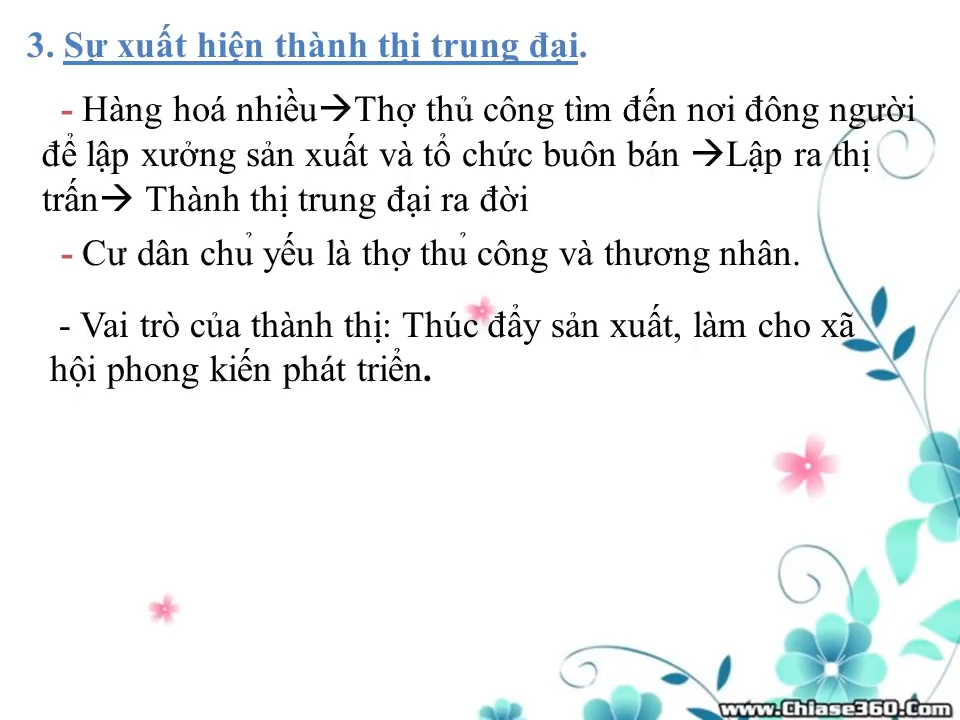 3. Sự xuất hiện thành thị trung đại.
- Hàng hoá nhiều→Thợ thủ công tìm đến nơi đông người
để lập xưởng sản xuất và tổ chức buôn bán →Lập ra thị
trấn→ Thành thị trung đại ra đời
- Cư dân chủ yếu là thợ thủ công và thương nhân.
- Vai trò của thành thị: Thúc đẩy sản xuất, làm cho xã
hội phong kiến phát triển.
www.Chiase360.Com